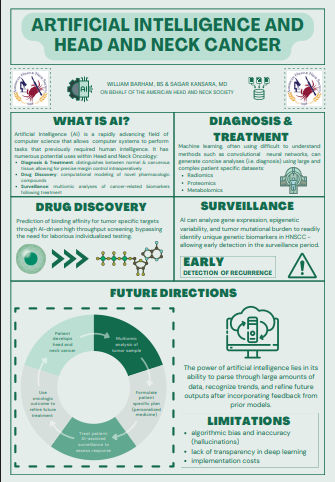 ARTIFICIAL INTELLIGENCE AND
HEAD AND NECK CANCER
WILLIAM BARHAM, BS & SAGAR KANSARA, MD
ON BEHALF OF THE AMERICAN HEAD AND NECK SOCIETY
WHAT IS AI?
Artificial Intelligence (AI) is a rapidly advancing field of
computer science that allows computer systems to perform
tasks that previously required human intelligence. It has
numerous potential uses within Head and Neck Oncology:
• Diagnosis & Treatment: distinguishes between normal & cancerous
tissue, allowing for precise margin control intraoperatively
• Drug Discovery: computational modeling of novel pharmacologic
compounds
• Surveillance: multiomic analyses of cancer-related biomarkers
following treatment
DIAGNOSIS &
TREATMENT
Machine learning, often using difficult to understand
methods such as convolutional neural networks, can
generate concise analyses (i.e. diagnosis) using large and
complex patient specific datasets:
• Radiomics
• Proteomics
• Metabolomics
DRUG DISCOVERY
Prediction of binding affinity for tumor specific targets
through AI-driven high throughput screening, bypassing
the need for laborious individualized testing.
SURVEILLANCE
AI can analyze gene expression, epigenetic
variability, and tumor mutational burden to readily
identify unique genetic biomarkers in HNSCC -
allowing early detection in the surveillance period.
EARLY
DETECTION OF RECURRENCE
FUTURE DIRECTIONS
Patient
develops
head and
neck cancer
Multiomic
analysis of
tumor sample
Formulate
patient
specific plan
(personalized
medicine)
Treat patient
assess response
Use
oncologic
outcome to
refine future
treatment
The power of artificial intelligence lies in its
ability to parse through large amounts of
data, recognize trends, and refine future
outputs after incorporating feedback from
prior models.
LIMITATIONS
• algorithmic bias and inaccuracy
(hallucinations)
• lack of transparency in deep learning
• implementation costs